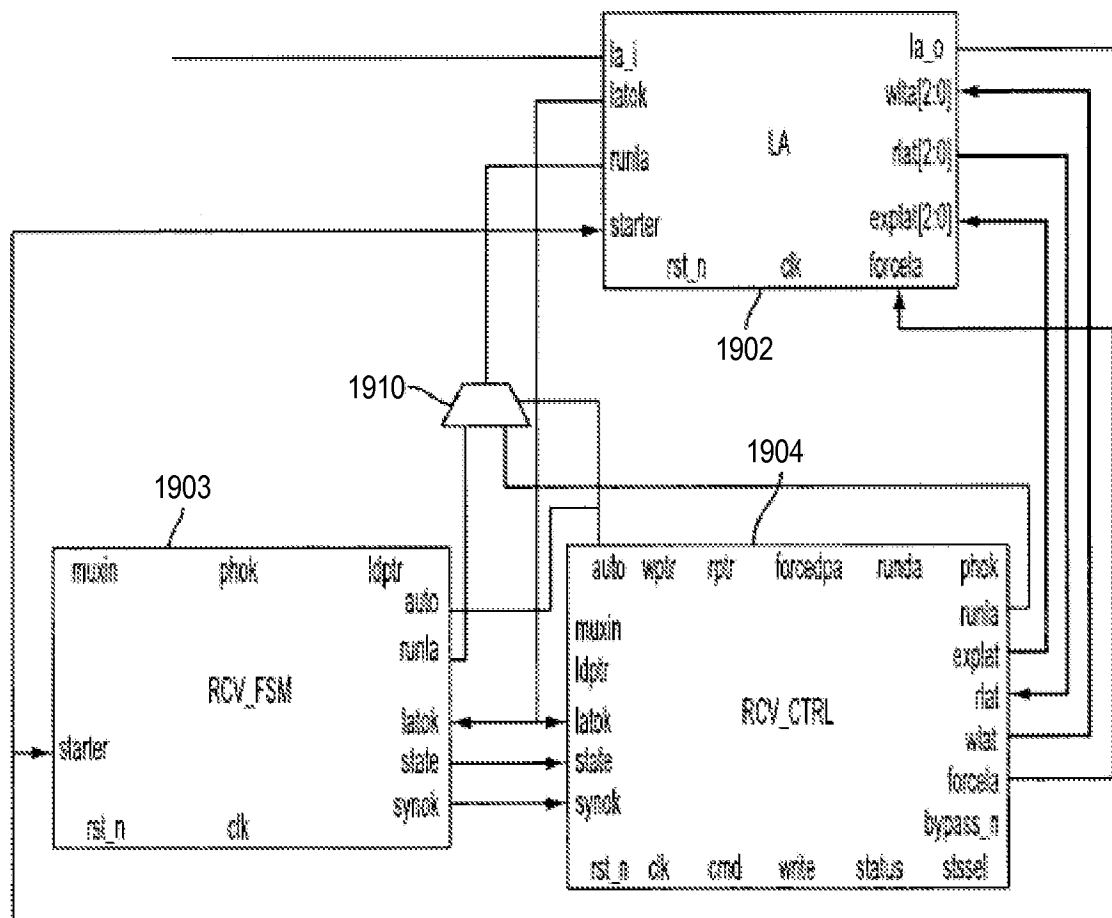 la_i
la_o
latok
wlta[2:0]
LA
runla
rlat[2:0]
starter
explat[2:0]
rst_n
clk
forcela
1902
1910
1904
1903
muxin
phok
ldptr
auto
runla
RCV_FSM
latok
starter
state
synok
rst_n
clk
auto
wptr
rptr
forcedpa
runda
phok
muxin
runla
ldptr
explat
RCV_CTRL
rlat
latok
wlat
state
forcela
synok
bypass_n
rst_n
clk
cmd
write
status
stssel